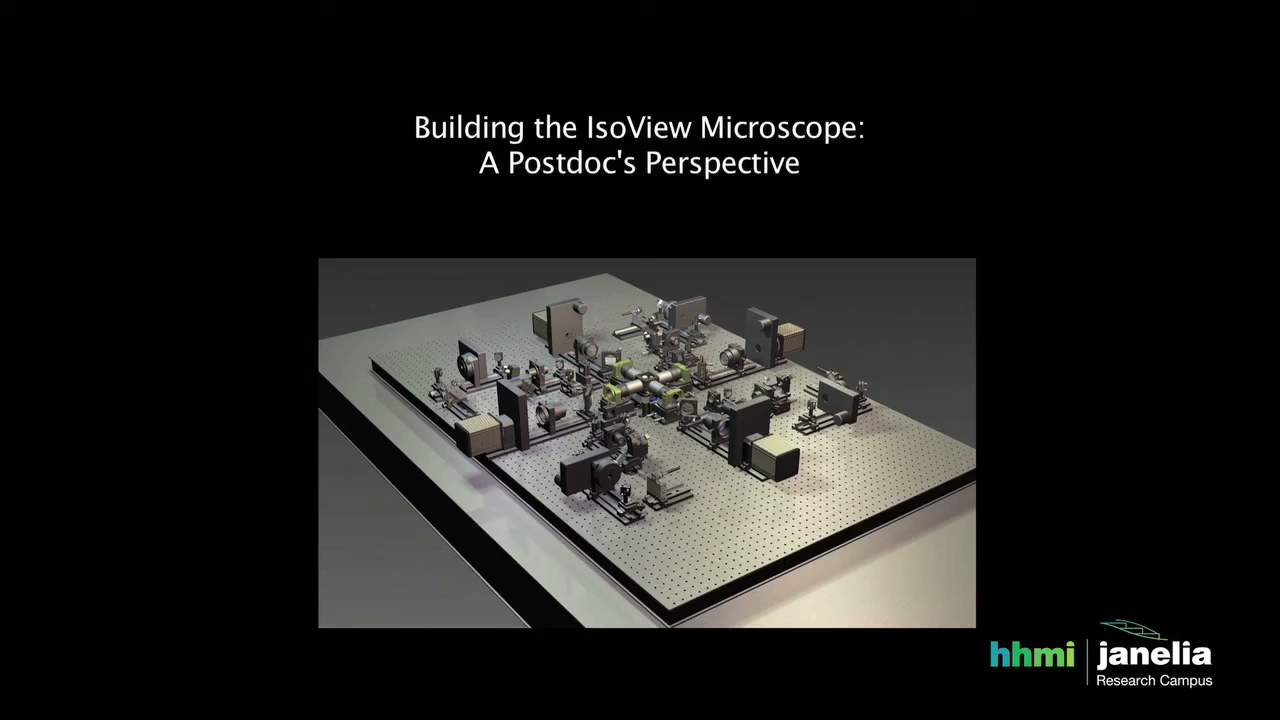 Building the IsoView Microscope:
A Postdoc's Perspective
hhmi janelia
Research Campus